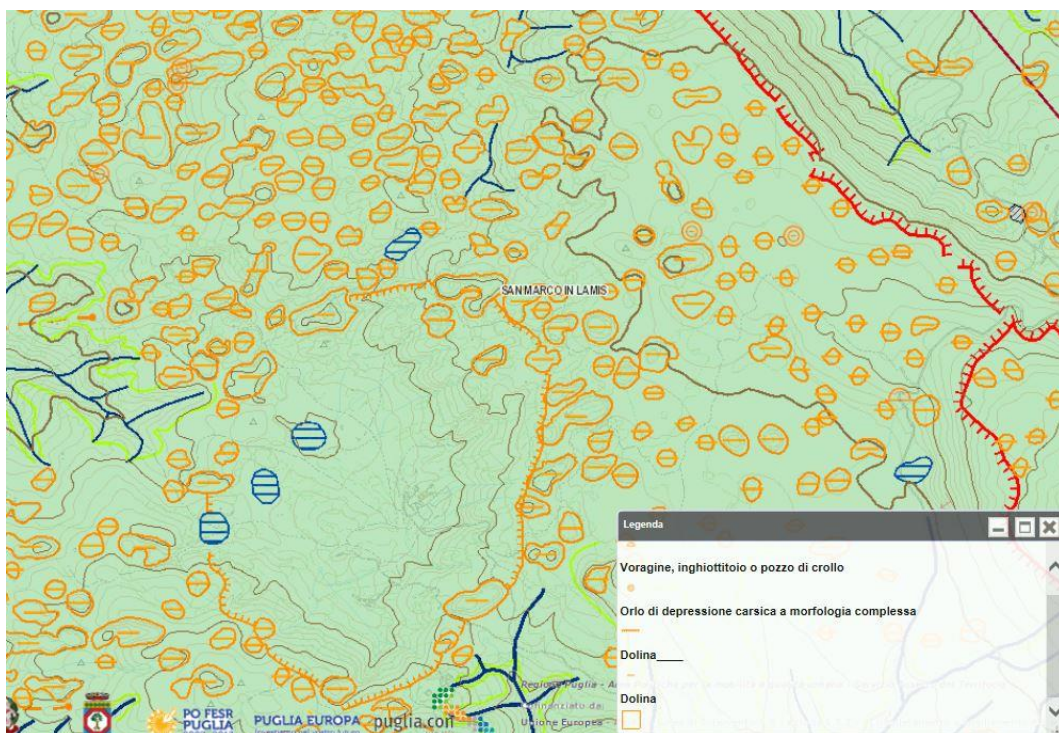 SAN MARCO IN LAMIS
Legenda
Voragine, inghiottitoio o pozzo di crollo
Orlo di depressione carsica a morfologia complessa
Dolina____
Dolina
PO FESR
PUGLIA
PUGLIA EUROPA
puglia.con
Regione Puglia
Unione Europea